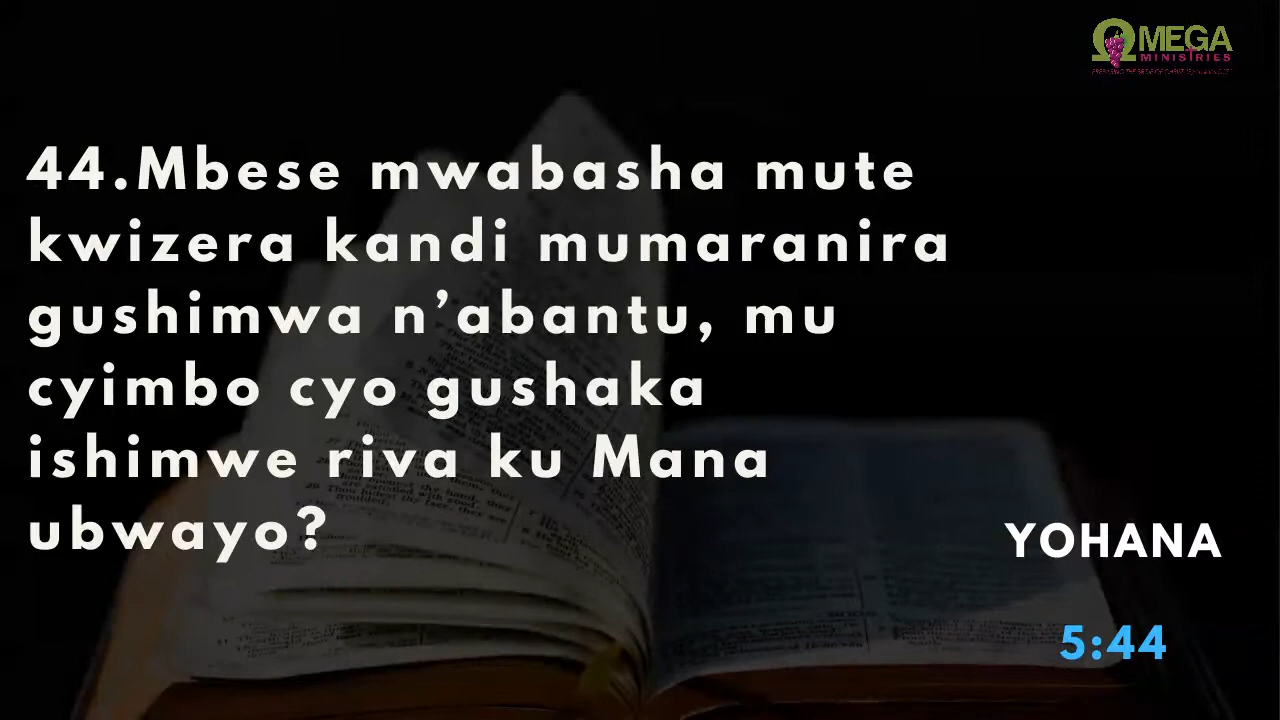 ΩMEGA
MINISTRIES
44.Mbese mwabasha mute
kwizera kandi mumaranira
gushimwa n’abantu, mu
cyimbo cyo gushaka
ishimwe riva ku Mana
ubwayo?
YOHANA
5:44